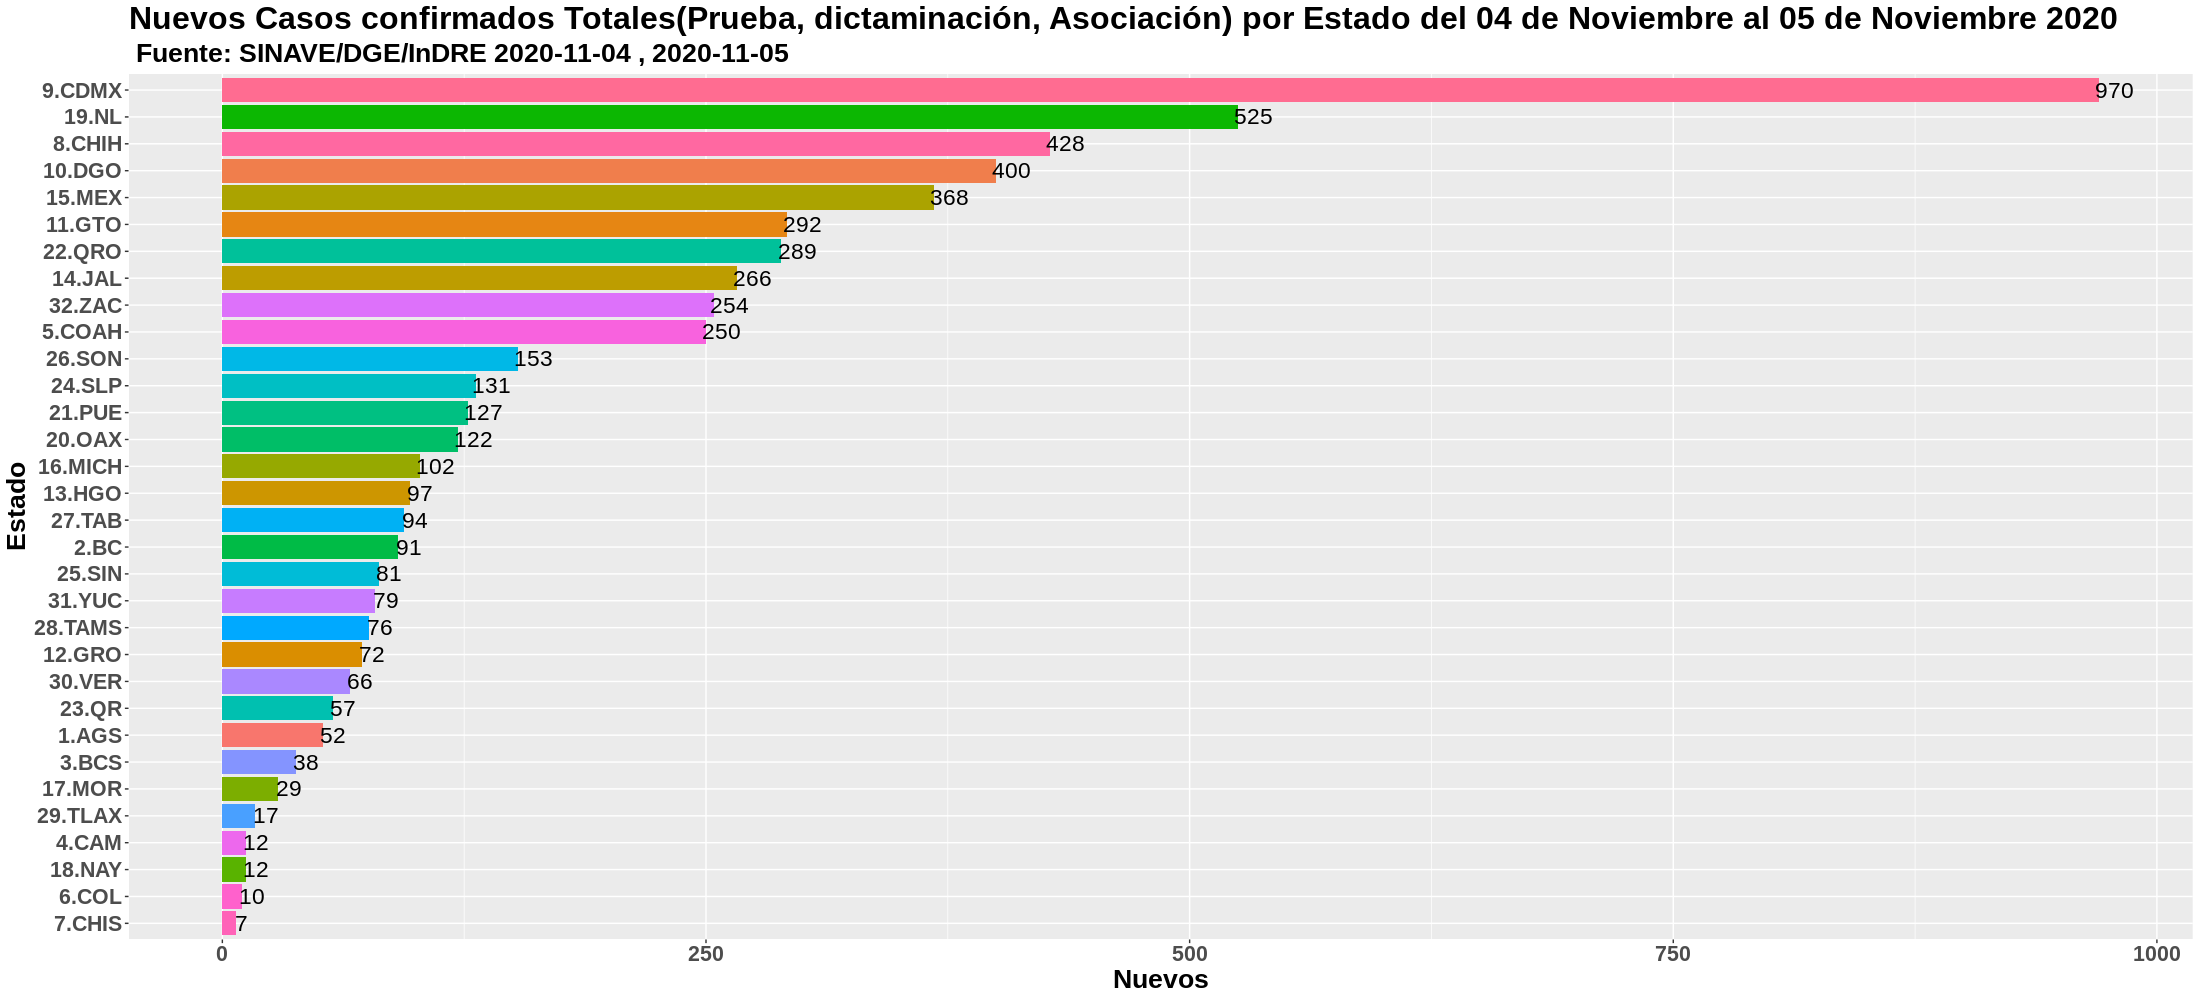 Nuevos Casos confirmados Totales(Prueba, dictaminación, Asociación) por Estado del 04 de Noviembre al 05 de Noviembre 2020
Fuente: SINAVE/DGE/InDRE 2020-11-04 , 2020-11-05
Estado
9.CDMX 970
19.NL 525
8.CHIH 428
10.DGO 400
15.MEX 368
11.GTO 292
22.QRO 289
14.JAL 266
32.ZAC 254
5.COAH 250
26.SON 153
24.SLP 131
21.PUE 127
20.OAX 122
16.MICH 102
13.HGO 97
27.TAB 94
2.BC 91
25.SIN 81
31.YUC 79
28.TAMS 76
12.GRO 72
30.VER 66
23.QR 57
1.AGS 52
3.BCS 38
17.MOR 29
29.TLAX 17
4.CAM 12
18.NAY 12
6.COL 10
7.CHIS 7
0 250 500 750 1000
Nuevos